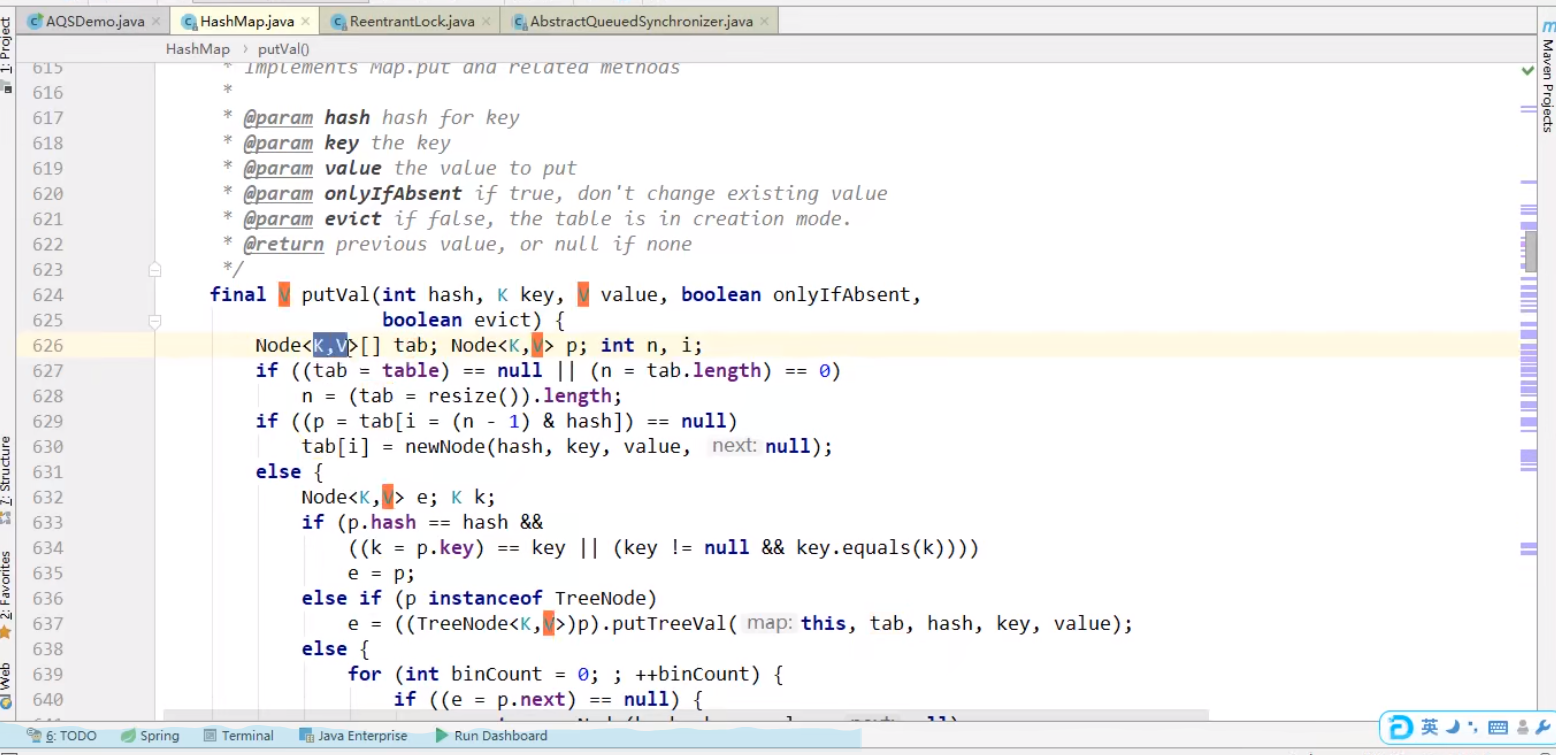 AQSDemo.java
HashMap.java
ReentrantLock.java
AbstractQueuedSynchronizer.java
HashMap
putVal()
1: Project
Maven Projects
615 * Implements Map.put and related methods
616 *
617 * @param hash hash for key
618 * @param key the key
619 * @param value the value to put
620 * @param onlyIfAbsent if true, don't change existing value
621 * @param evict if false, the table is in creation mode.
622 * @return previous value, or null if none
623 */
624 final V putVal(int hash, K key, V value, boolean onlyIfAbsent,
625 boolean evict) {
626 Node<K,V>[] tab; Node<K,V> p; int n, i;
627 if ((tab = table) == null || (n = tab.length) == 0)
628 n = (tab = resize()).length;
629 if ((p = tab[i = (n - 1) & hash]) == null)
630 tab[i] = newNode(hash, key, value, next: null);
631 else {
632 Node<K,V> e; K k;
633 if (p.hash == hash &&
634 ((k = p.key) == key || (key != null && key.equals(k))))
635 e = p;
636 else if (p instanceof TreeNode)
637 e = ((TreeNode<K,V>)p).putTreeVal( map: this, tab, hash, key, value);
638 else {
639 for (int binCount = 0; ; ++binCount) {
640 if ((e = p.next) == null) {
7: Structure
2: Favorites
Web
6: TODO
Spring
Terminal
Java Enterprise
Run Dashboard
英